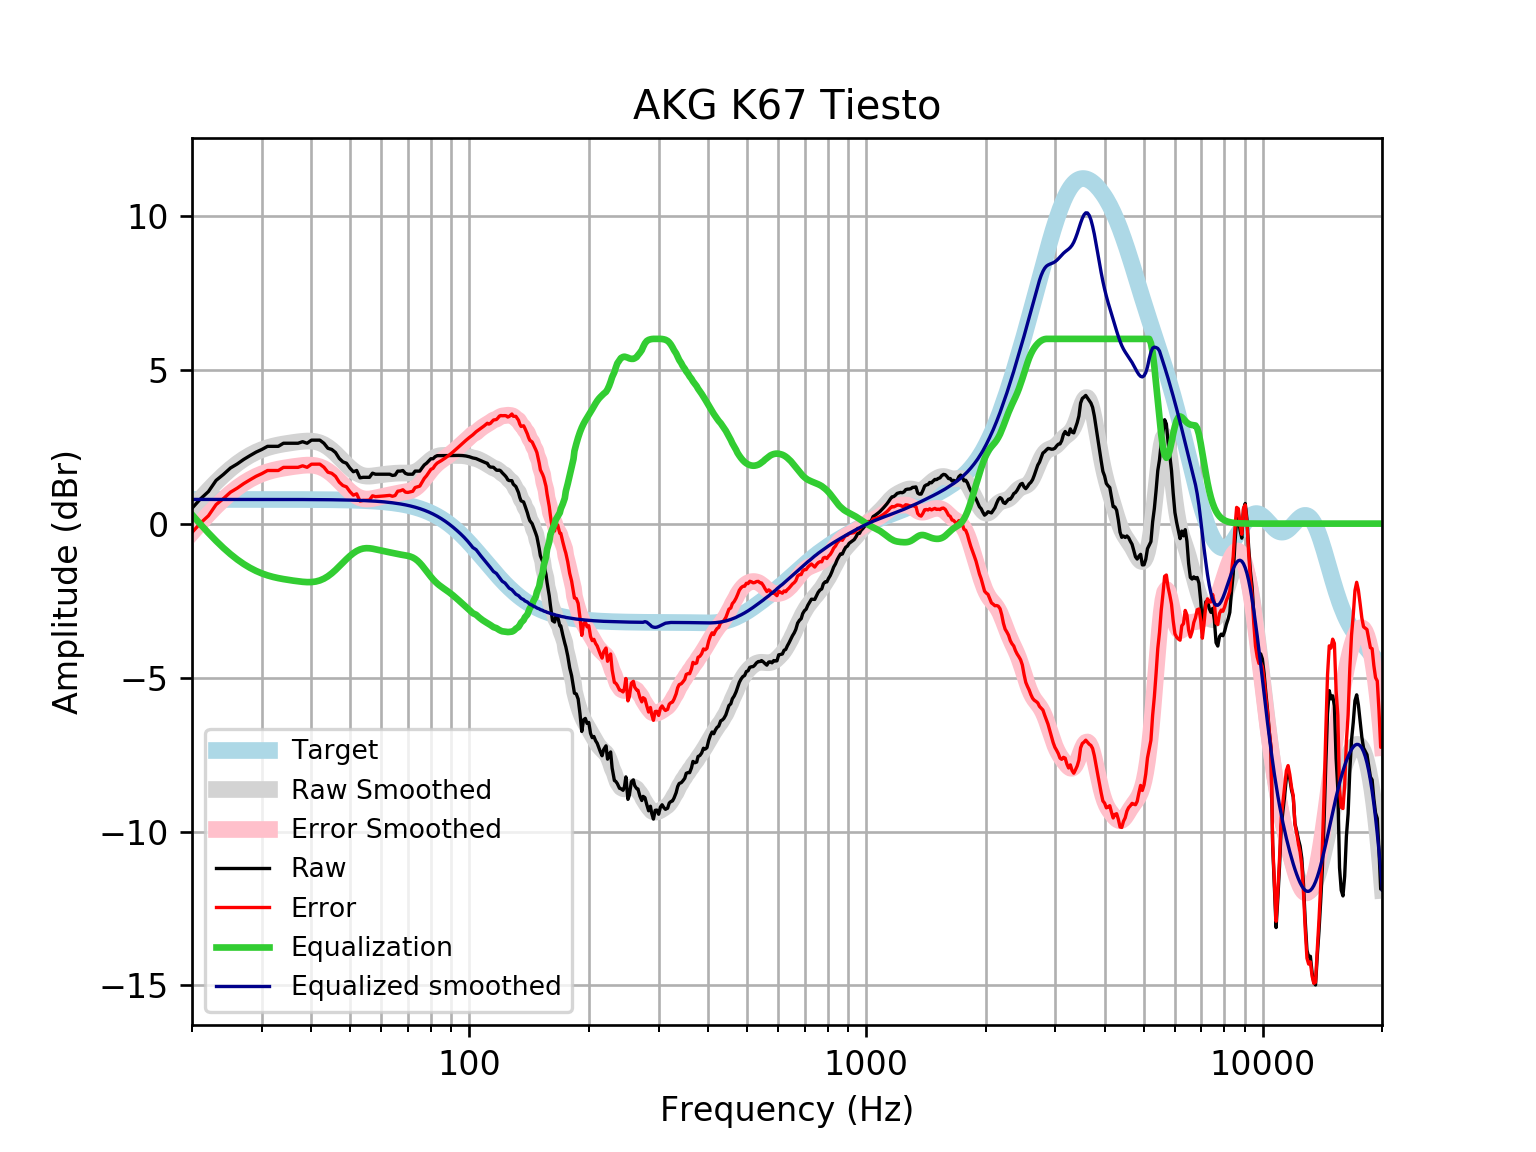 AKG K67 Tiesto
Amplitude (dBr)
10
5
0
−5
−10
−15
Target
Raw Smoothed
Error Smoothed
Raw
Error
Equalization
Equalized smoothed
100 1000 10000
Frequency (Hz)